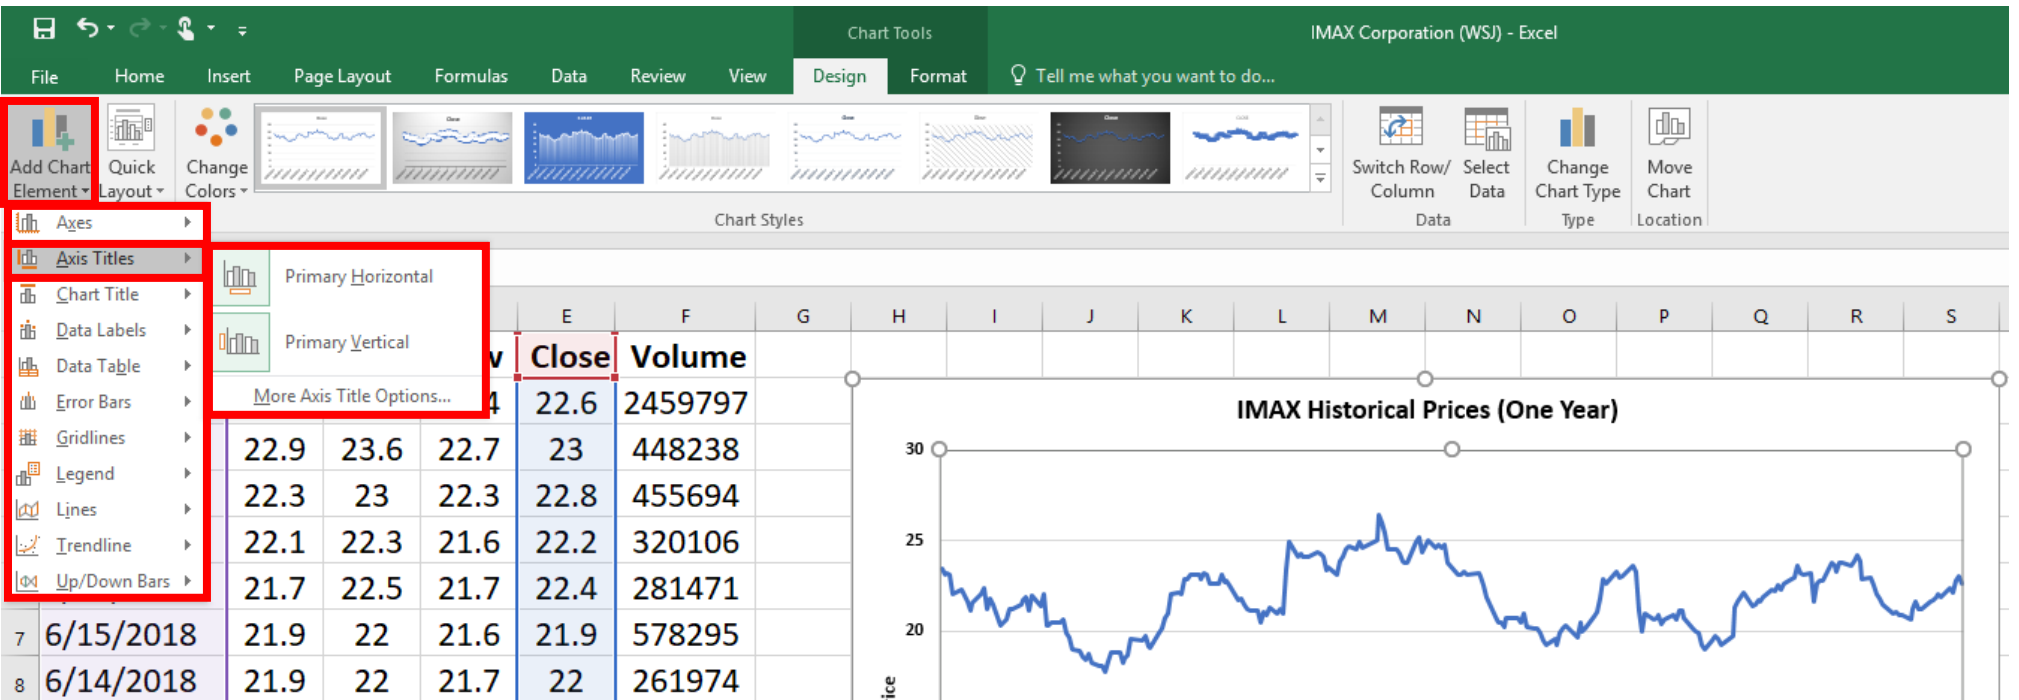 Chart Tools
IMAX Corporation (WSJ) - Excel
File Home Insert Page Layout Formulas Data Review View Design Format Tell me what you want to do...
Add Chart Element
Quick Layout
Change Colors
Switch Row/ Column
Select Data
Change Chart Type
Move Chart
Chart Styles
Data
Type
Location
Axes
Axis Titles
Chart Title
Data Labels
Data Table
Error Bars
Gridlines
Legend
Lines
Trendline
Up/Down Bars
Primary Horizontal
Primary Vertical
More Axis Title Options...
E F G H I J K L M N O P Q R S
Close Volume
22.6 2459797
22.9 23.6 22.7 23 448238
22.3 23 22.3 22.8 455694
22.1 22.3 21.6 22.2 320106
21.7 22.5 21.7 22.4 281471
7 6/15/2018 21.9 22 21.6 21.9 578295
8 6/14/2018 21.9 22 21.7 22 261974
IMAX Historical Prices (One Year)
30
25
20